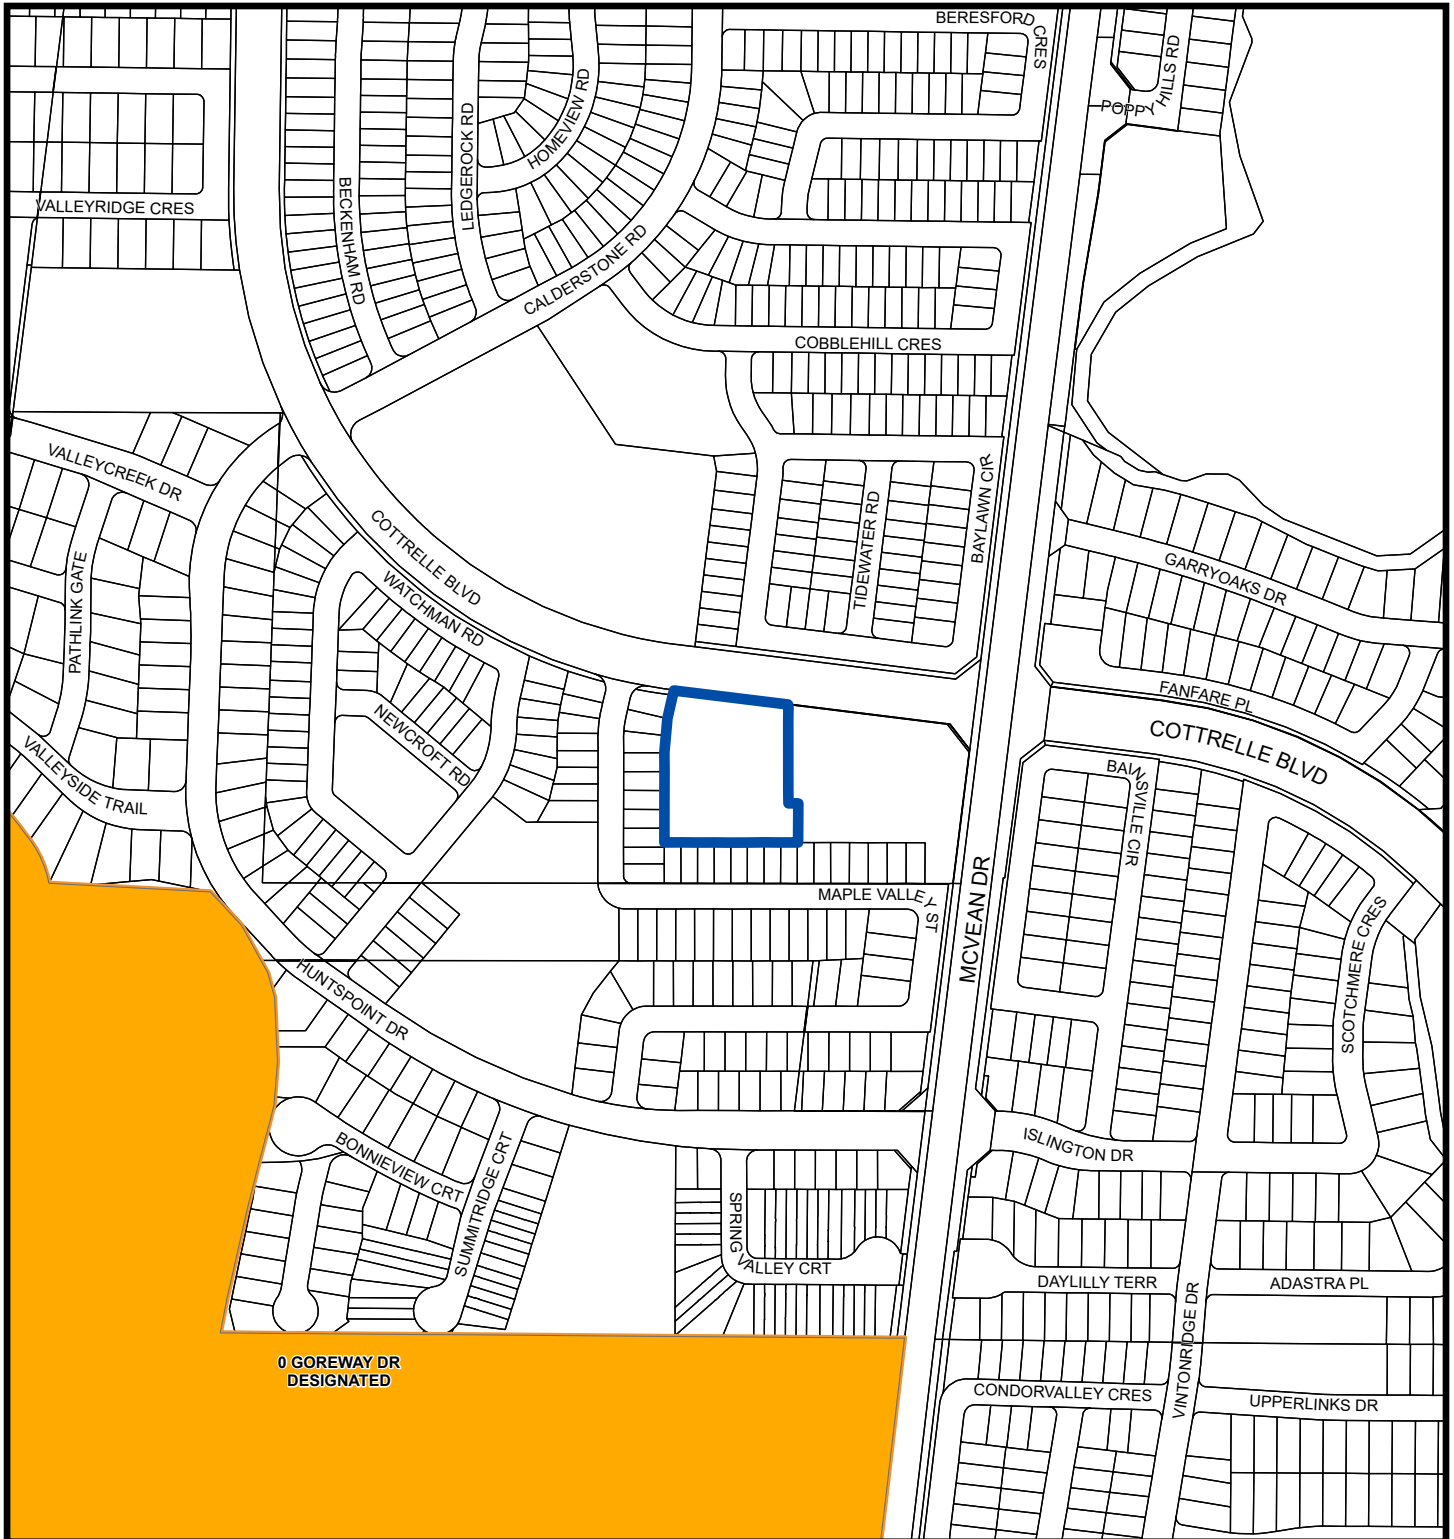 BERESFORD CRES
POPPY HILLS RD
HOMEVIEW RD
LEDGEROCK RD
BECKENHAM RD
VALLEYRIDGE CRES
CALDERSTONE RD
COBBLEHILL CRES
VALLEYCREEK DR
COTTRELLE BLVD
WATCHMAN RD
PATHLINK GATE
TIDEWATER RD
BAYLAWN CIR
GARRYOAKS DR
FANFARE PL
COTTRELLE BLVD
NEWCROFT RD
VALLEYSIDE TRAIL
BAINSVILLE CIR
MAPLE VALLEY ST
MCVEAN DR
SCOTCHMERE CRES
HUNTSPOINT DR
BONNIEVIEW CRT
SUMMITRIDGE CRT
ISLINGTON DR
SPRING VALLEY CRT
DAYLILLY TERR
ADASTRA PL
VINTONRIDGE DR
0 GOREWAY DR
DESIGNATED
CONDORVALLEY CRES
UPPERLINKS DR